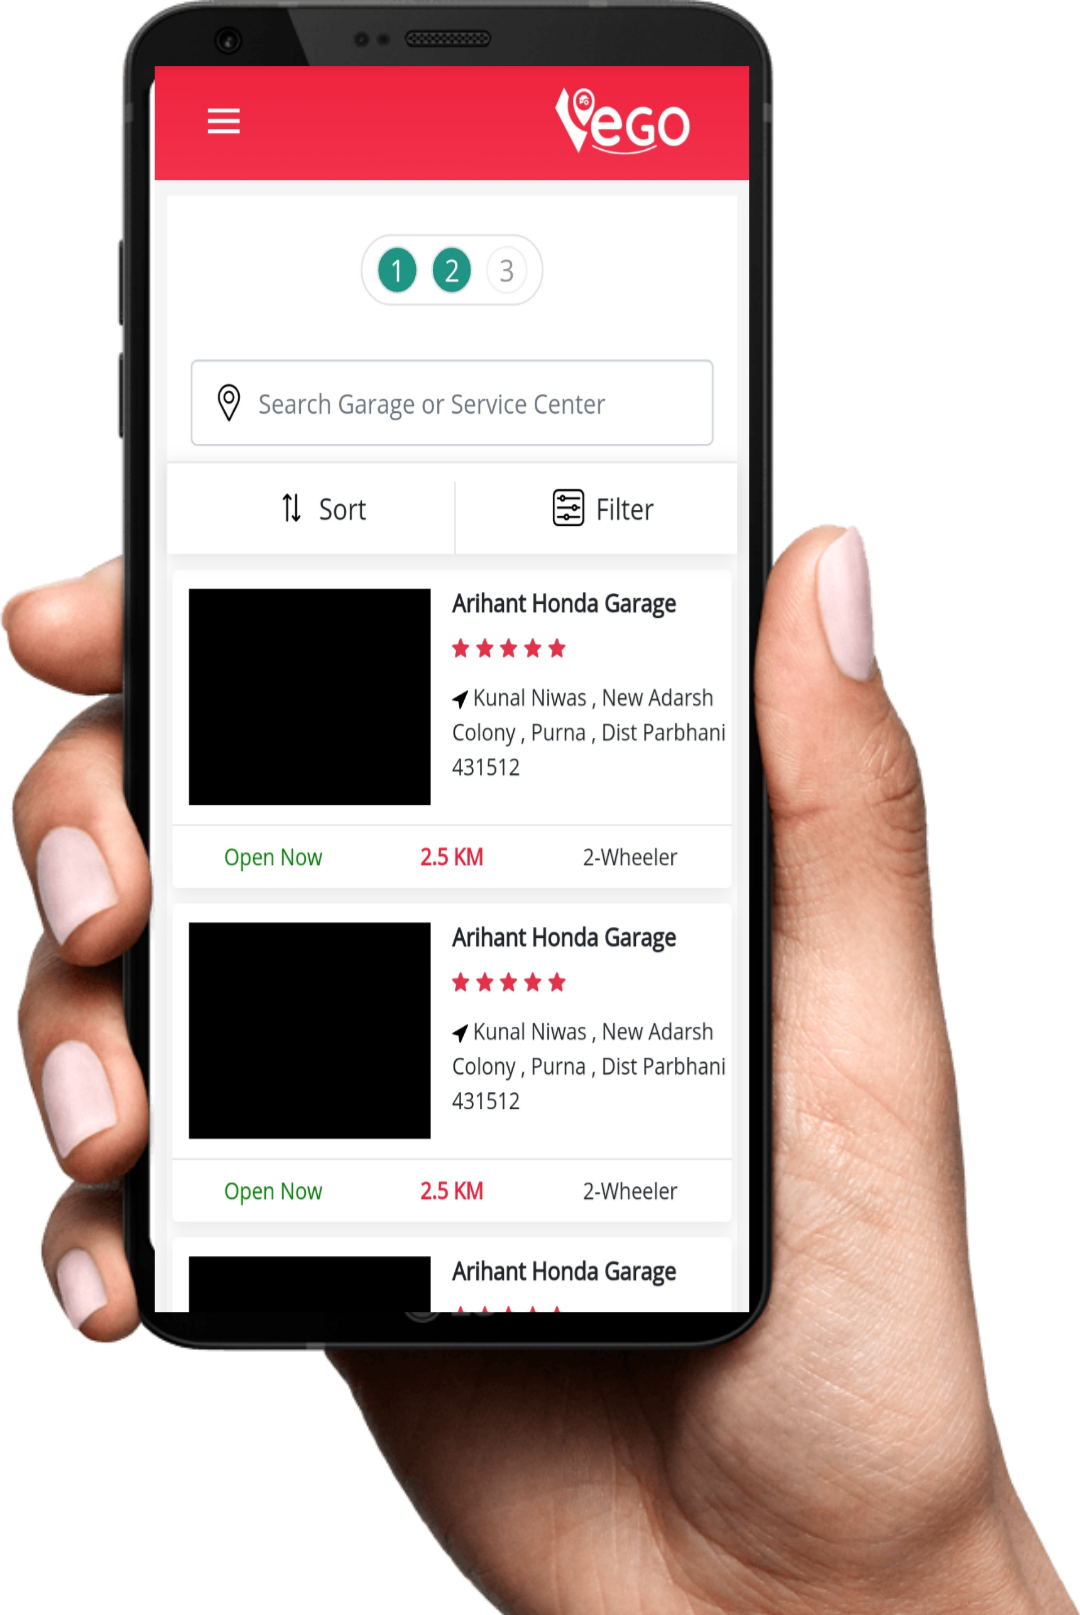 VeGO
1 2 3
Search Garage or Service Center
Sort
Filter
Arihant Honda Garage
Kunal Niwas , New Adarsh
Colony , Purna , Dist Parbhani
431512
Open Now
2.5 KM
2-Wheeler
Arihant Honda Garage
Kunal Niwas , New Adarsh
Colony , Purna , Dist Parbhani
431512
Open Now
2.5 KM
2-Wheeler
Arihant Honda Garage